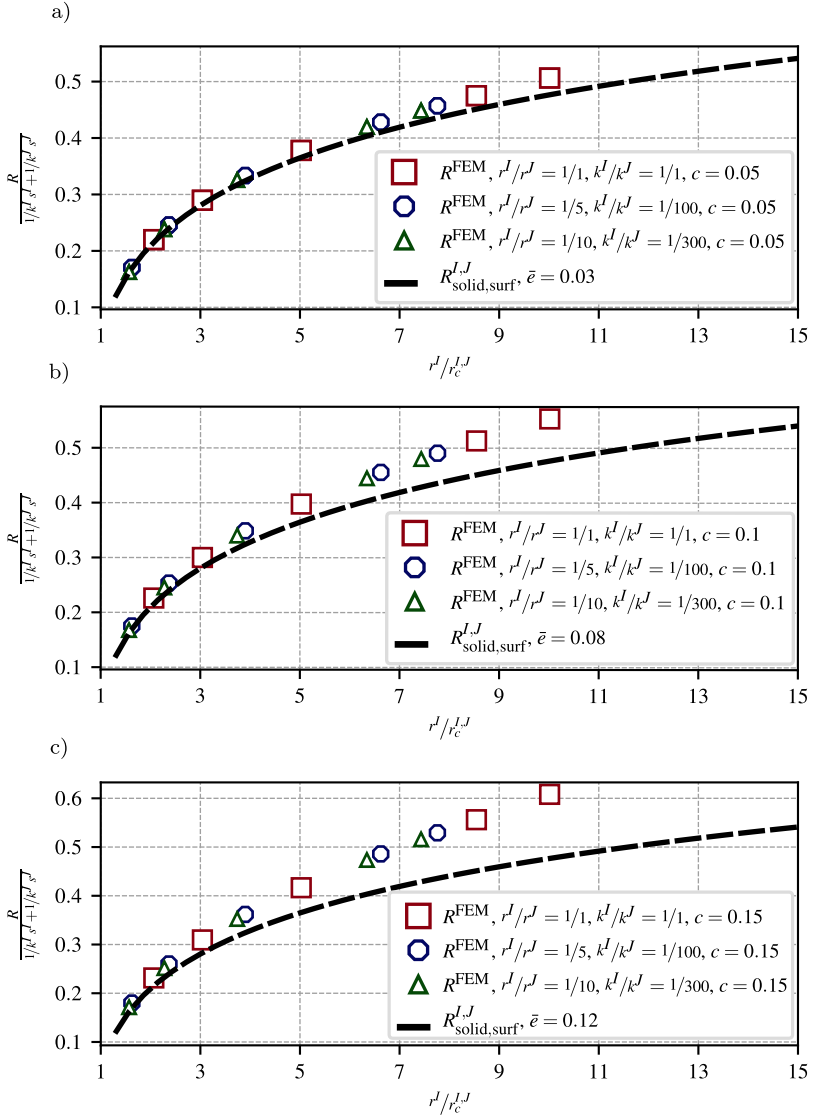 a)
0.5
0.4
0.3
0.2
0.1
R
1/k^I s^I+1/k^J s^J
R^FEM, r^I/r^J = 1/1, k^I/k^J = 1/1, c = 0.05
R^FEM, r^I/r^J = 1/5, k^I/k^J = 1/100, c = 0.05
R^FEM, r^I/r^J = 1/10, k^I/k^J = 1/300, c = 0.05
R^{I,J}_{solid,surf}, ē = 0.03
1 3 5 7 9 11 13 15
r^I/r_c^{I,J}
b)
0.5
0.4
0.3
0.2
0.1
R
1/k^I s^I+1/k^J s^J
R^FEM, r^I/r^J = 1/1, k^I/k^J = 1/1, c = 0.1
R^FEM, r^I/r^J = 1/5, k^I/k^J = 1/100, c = 0.1
R^FEM, r^I/r^J = 1/10, k^I/k^J = 1/300, c = 0.1
R^{I,J}_{solid,surf}, ē = 0.08
1 3 5 7 9 11 13 15
r^I/r_c^{I,J}
c)
0.6
0.5
0.4
0.3
0.2
0.1
R
1/k^I s^I+1/k^J s^J
R^FEM, r^I/r^J = 1/1, k^I/k^J = 1/1, c = 0.15
R^FEM, r^I/r^J = 1/5, k^I/k^J = 1/100, c = 0.15
R^FEM, r^I/r^J = 1/10, k^I/k^J = 1/300, c = 0.15
R^{I,J}_{solid,surf}, ē = 0.12
1 3 5 7 9 11 13 15
r^I/r_c^{I,J}